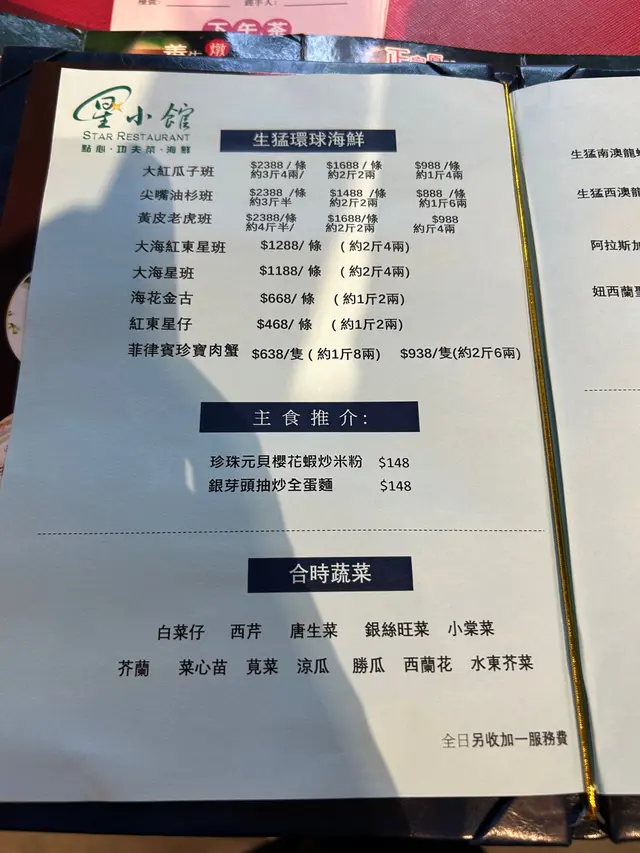 下午茶
星小館
STAR RESTAURANT
點心·功夫菜·海鮮
生猛環球海鮮
大紅瓜子班 $2388 / 條 約3斤4兩/ $1688 / 條 約2斤2兩 $988 /條 約1斤4兩
尖嘴油杉班 $2388 /條 約3斤半 $1488 /條 約2斤2兩 $888 /條 約1斤6兩
黃皮老虎班 $2388/條 約4斤半/ $1688/條 約2斤2兩 $988 約斤4兩
大海紅東星班 $1288/ 條 (約2斤4兩)
大海星班 $1188/ 條 (約2斤4兩)
海花金古 $668/ 條 (約1斤2兩)
紅東星仔 $468/ 條 (約1斤2兩)
菲律賓珍寶肉蟹 $638/隻 (約1斤8兩) $938/隻(約2斤6兩)
主食推介:
珍珠元貝櫻花蝦炒米粉 $148
銀芽頭抽炒全蛋麵 $148
合時蔬菜
白菜仔 西芹 唐生菜 銀絲旺菜 小棠菜
芥蘭 菜心苗 莧菜 涼瓜 勝瓜 西蘭花 水東芥菜
全日另收加一服務費
生猛南澳龍
生猛西澳龍
阿拉斯加
妞西蘭